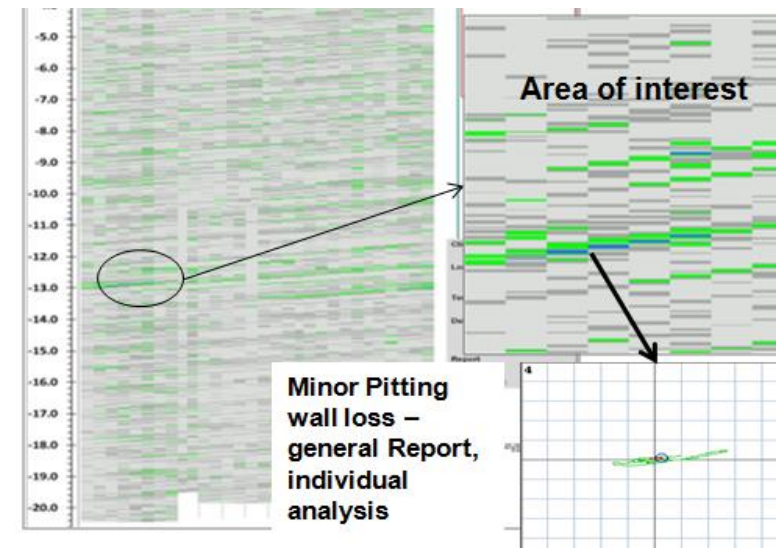 -5.0
-6.0
-7.0
-8.0
-9.0
-10.0
-11.0
-12.0
-13.0
-14.0
-15.0
-16.0
-17.0
-18.0
-19.0
-20.0
Area of interest
Report
4
Minor Pitting
wall loss –
general Report,
individual
analysis